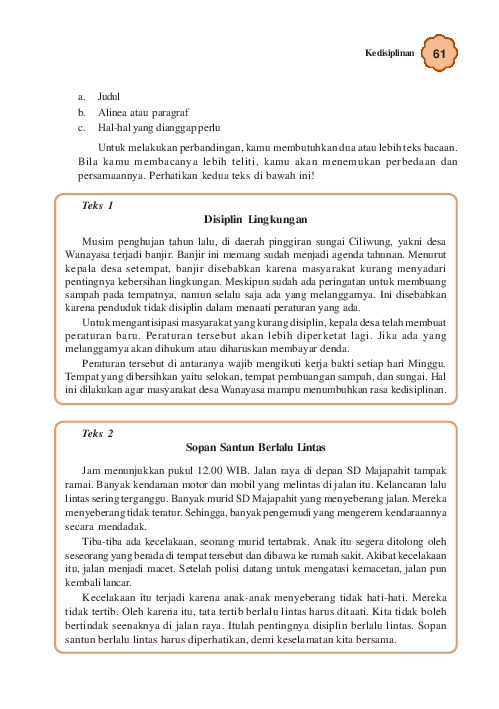 Kedisiplinan 61
a. Judul
b. Alinea atau paragraf
c. Hal-hal yang dianggap perlu
Untuk melakukan perbandingan, kamu membutuhkan dua atau lebih teks bacaan.
Bila kamu membacanya lebih teliti, kamu akan menemukan perbedaan dan
persamaannya. Perhatikan kedua teks di bawah ini!
Teks 1
Disiplin Lingkungan
Musim penghujan tahun lalu, di daerah pinggiran sungai Ciliwung, yakni desa
Wanayasa terjadi banjir. Banjir ini memang sudah menjadi agenda tahunan. Menurut
kepala desa setempat, banjir disebabkan karena masyarakat kurang menyadari
pentingnya kebersihan lingkungan. Meskipun sudah ada peringatan untuk membuang
sampah pada tempatnya, namun selalu saja ada yang melanggarnya. Ini disebabkan
karena penduduk tidak disiplin dalam menaati peraturan yang ada.
Untuk mengantisipasi masyarakat yang kurang disiplin, kepala desa telah membuat
peraturan baru. Peraturan tersebut akan lebih diperketat lagi. Jika ada yang
melanggarnya akan dihukum atau diharuskan membayar denda.
Peraturan tersebut di antaranya wajib mengikuti kerja bakti setiap hari Minggu.
Tempat yang dibersihkan yaitu selokan, tempat pembuangan sampah, dan sungai. Hal
ini dilakukan agar masyarakat desa Wanayasa mampu menumbuhkan rasa kedisiplinan.
Teks 2
Sopan Santun Berlalu Lintas
Jam menunjukkan pukul 12.00 WIB. Jalan raya di depan SD Majapahit tampak
ramai. Banyak kendaraan motor dan mobil yang melintas di jalan itu. Kelancaran lalu
lintas sering terganggu. Banyak murid SD Majapahit yang menyeberang jalan. Mereka
menyeberang tidak teratur. Sehingga, banyak pengemudi yang mengerem kendaraannya
secara mendadak.
Tiba-tiba ada kecelakaan, seorang murid tertabrak. Anak itu segera ditolong oleh
seseorang yang berada di tempat tersebut dan dibawa ke rumah sakit. Akibat kecelakaan
itu, jalan menjadi macet. Setelah polisi datang untuk mengatasi kemacetan, jalan pun
kembali lancar.
Kecelakaan itu terjadi karena anak-anak menyeberang tidak hati-hati. Mereka
tidak tertib. Oleh karena itu, tata tertib berlalu lintas harus ditaati. Kita tidak boleh
bertindak seenaknya di jalan raya. Itulah pentingnya disiplin berlalu lintas. Sopan
santun berlalu lintas harus diperhatikan, demi keselamatan kita bersama.